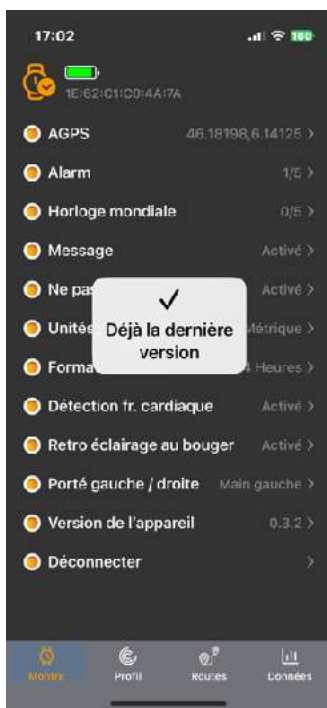 17:02
100
1E:62:01:D0:4A:7A
AGPS 46.18198,6.14125
Alarm 1/5
Horloge mondiale 0/5
Message Activé
Ne pas Activé
Unités Métrique
Déjà la dernière
version
Forma Heures
Détection fr. cardiaque Activé
Retro éclairage au bouger Activé
Porté gauche / droite Main gauche
Version de l'appareil 0.3.2
Déconnecter
Montre Profil Routes Données